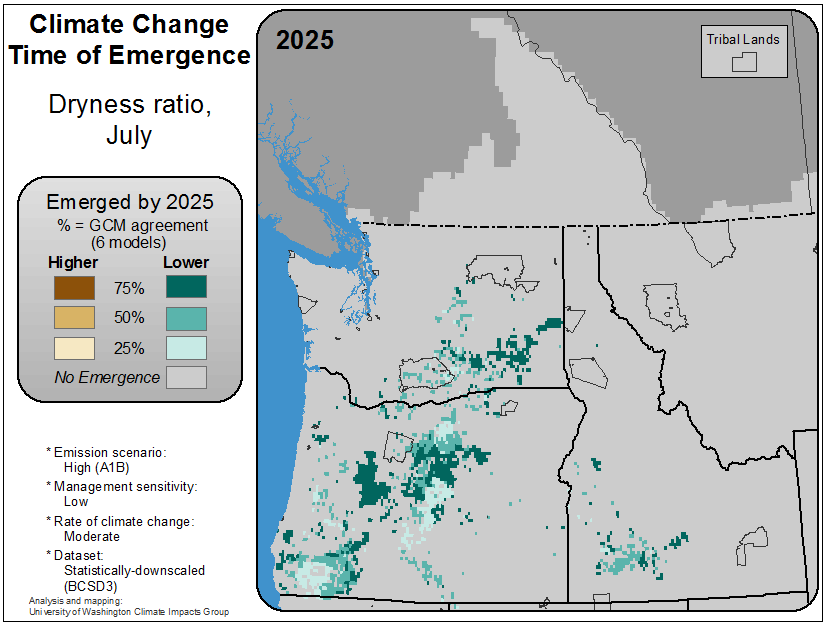 Climate Change
Time of Emergence
Dryness ratio,
July
Emerged by 2025
% = GCM agreement
(6 models)
Higher Lower
75%
50%
25%
No Emergence
* Emission scenario:
High (A1B)
* Management sensitivity:
Low
* Rate of climate change:
Moderate
* Dataset:
Statistically-downscaled
(BCSD3)
Analysis and mapping:
University of Washington Climate Impacts Group
2025
Tribal Lands